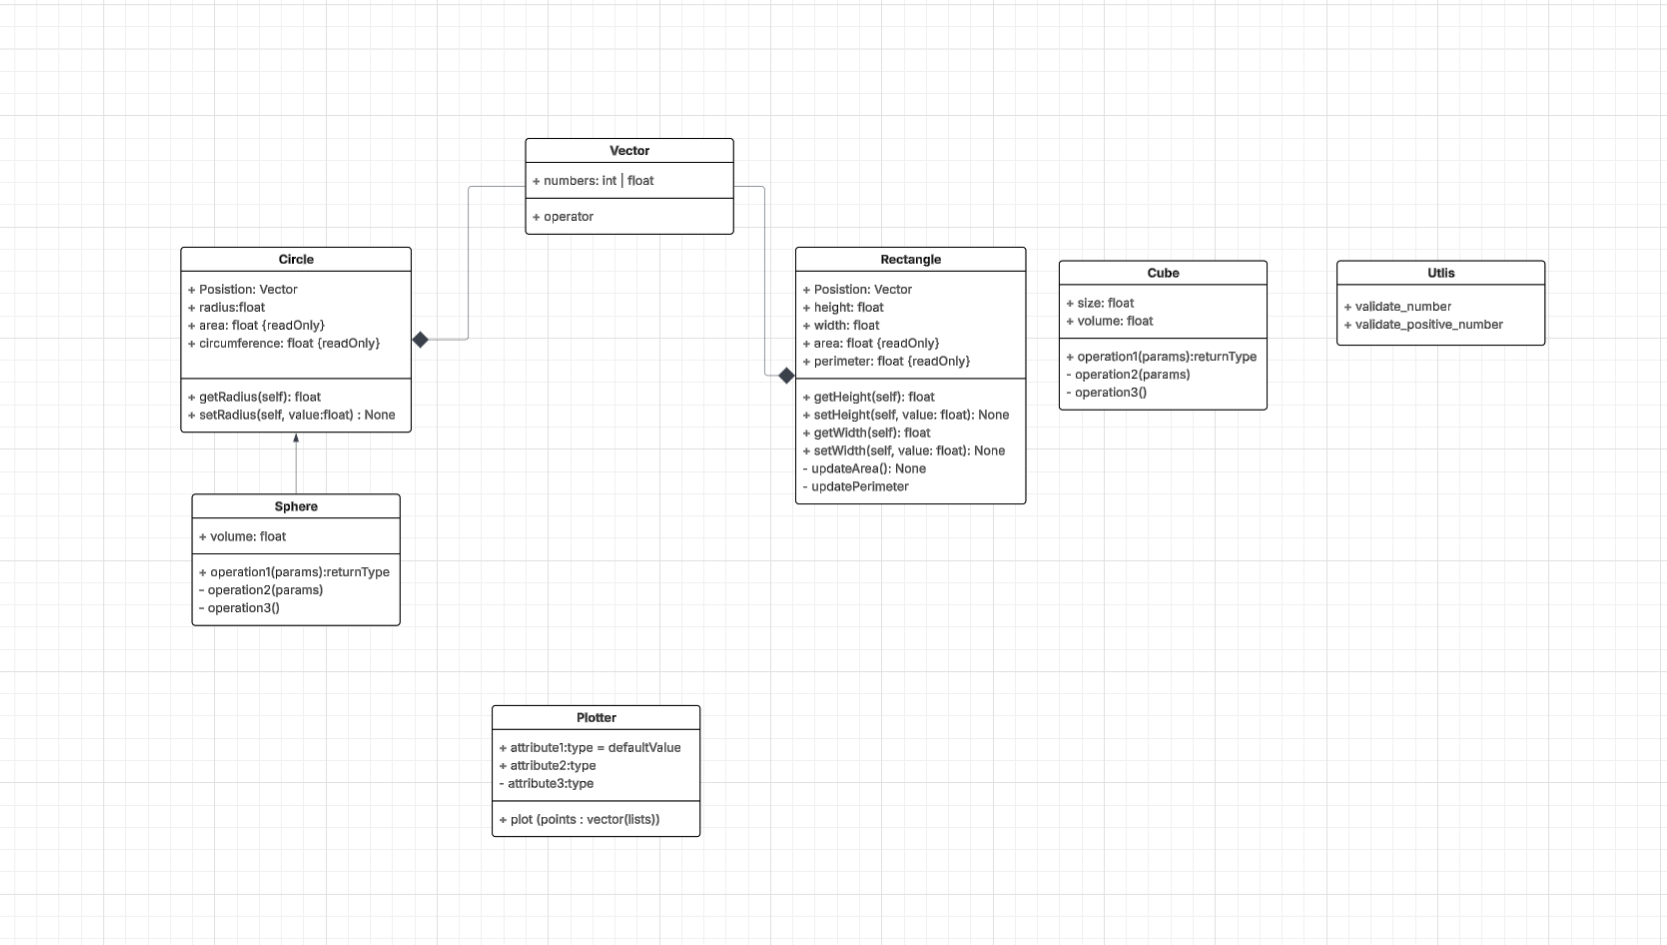 Vector
+ numbers: int | float
+ operator
Circle
+ Posistion: Vector
+ radius:float
+ area: float {readOnly}
+ circumference: float {readOnly}
+ getRadius(self): float
+ setRadius(self, value:float) : None
Rectangle
+ Posistion: Vector
+ height: float
+ width: float
+ area: float {readOnly}
+ perimeter: float {readOnly}
+ getHeight(self): float
+ setHeight(self, value: float): None
+ getWidth(self): float
+ setWidth(self, value: float): None
- updateArea(): None
- updatePerimeter
Cube
+ size: float
+ volume: float
+ operation1(params):returnType
- operation2(params)
- operation3()
Utlis
+ validate_number
+ validate_positive_number
Sphere
+ volume: float
+ operation1(params):returnType
- operation2(params)
- operation3()
Plotter
+ attribute1:type = defaultValue
+ attribute2:type
- attribute3:type
+ plot (points : vector(lists))